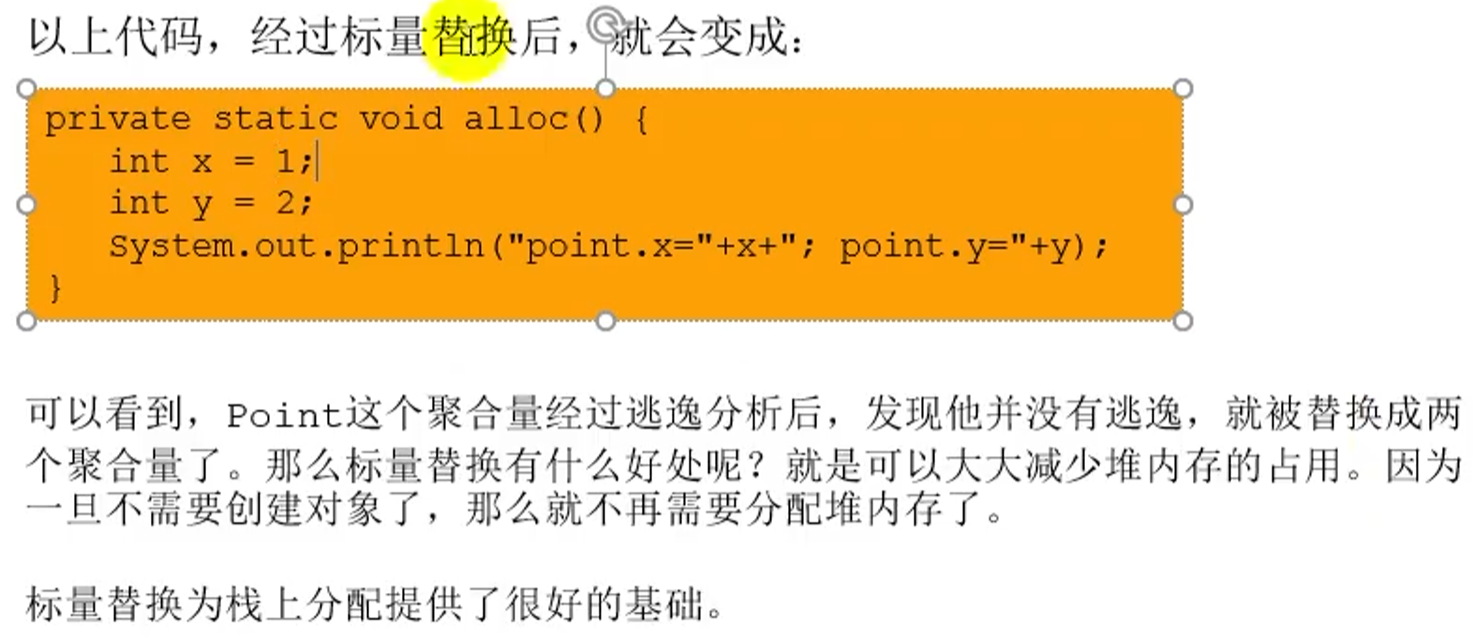 以上代码，经过标量替换后，就会变成：
private static void alloc() {
int x = 1;
int y = 2;
System.out.println("point.x="+x+"; point.y="+y);
}
可以看到，Point这个聚合量经过逃逸分析后，发现他并没有逃逸，就被替换成两
个聚合量了。那么标量替换有什么好处呢？就是可以大大减少堆内存的占用。因为
一旦不需要创建对象了，那么就不再需要分配堆内存了。
标量替换为栈上分配提供了很好的基础。